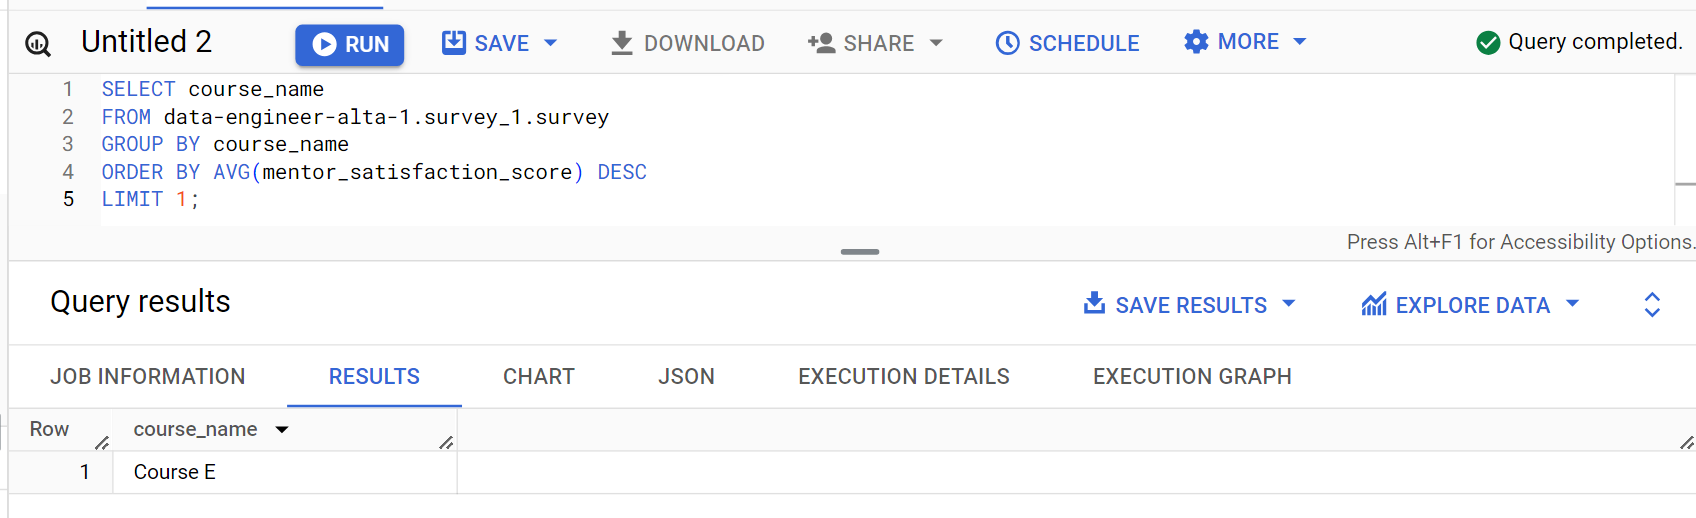 Untitled 2 RUN SAVE DOWNLOAD SHARE SCHEDULE MORE Query completed.
1 SELECT course_name
2 FROM data-engineer-alta-1.survey_1.survey
3 GROUP BY course_name
4 ORDER BY AVG(mentor_satisfaction_score) DESC
5 LIMIT 1;
Press Alt+F1 for Accessibility Options.
Query results SAVE RESULTS EXPLORE DATA
JOB INFORMATION RESULTS CHART JSON EXECUTION DETAILS EXECUTION GRAPH
Row course_name
1 Course E